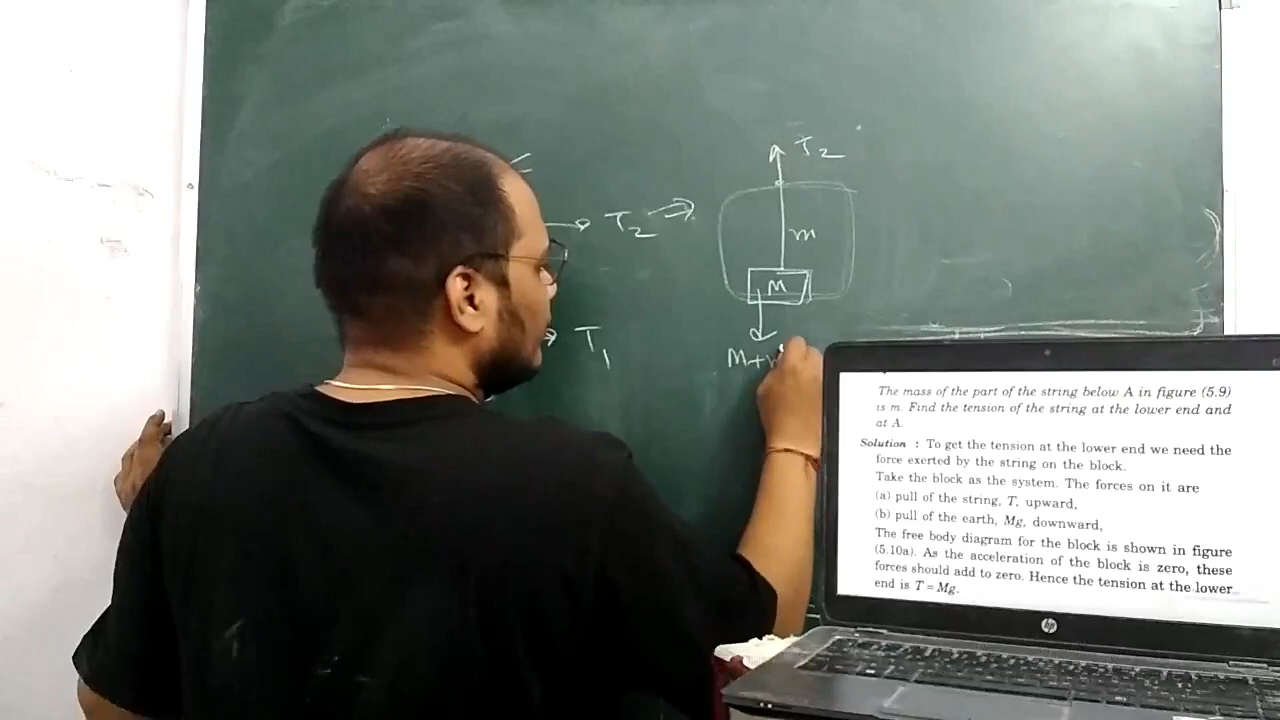 T2
T2
m
M
T1
M+m
The mass of the part of the string below A in figure (5.9)
is m. Find the tension of the string at the lower end and
at A.
Solution : To get the tension at the lower end we need the
force exerted by the string on the block.
Take the block as the system. The forces on it are
(a) pull of the string, T, upward,
(b) pull of the earth, Mg, downward,
The free body diagram for the block is shown in figure
(5.10a). As the acceleration of the block is zero, these
forces should add to zero. Hence the tension at the lower
end is T = Mg.
hp